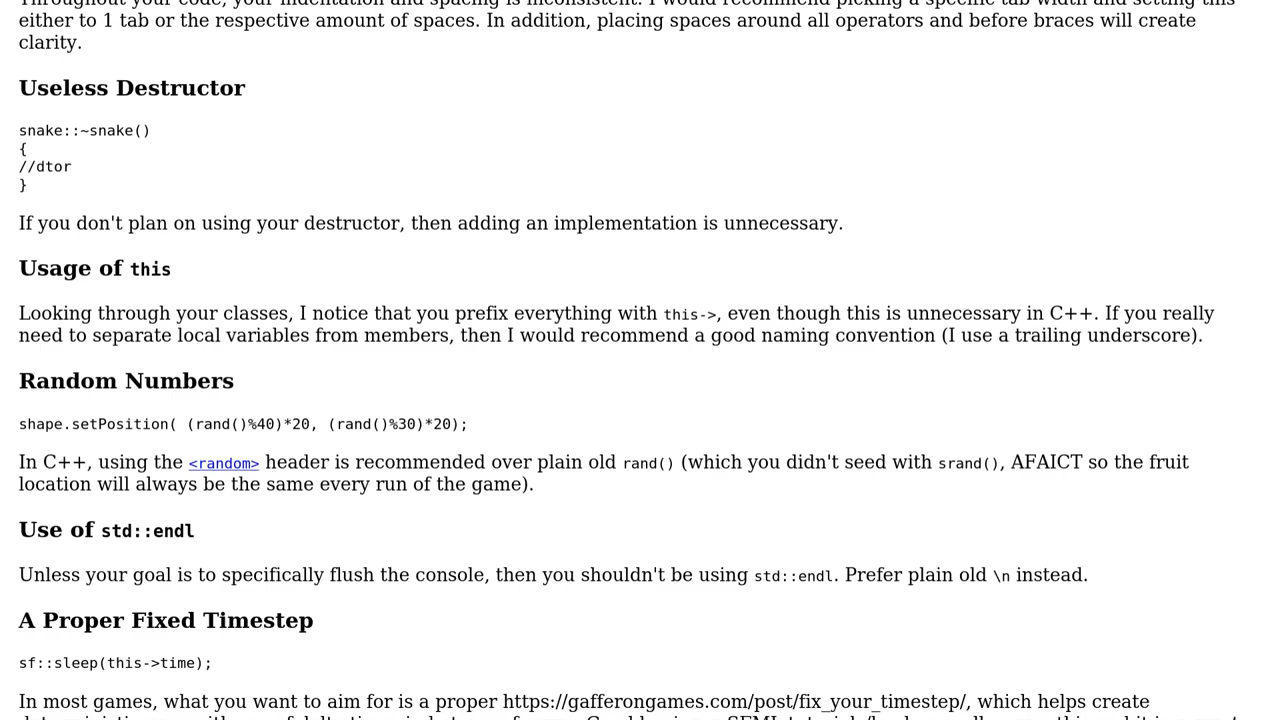 either to 1 tab or the respective amount of spaces. In addition, placing spaces around all operators and before braces will create
clarity.
Useless Destructor
snake::~snake()
{
//dtor
}
If you don't plan on using your destructor, then adding an implementation is unnecessary.
Usage of this
Looking through your classes, I notice that you prefix everything with this->, even though this is unnecessary in C++. If you really
need to separate local variables from members, then I would recommend a good naming convention (I use a trailing underscore).
Random Numbers
shape.setPosition( (rand()%40)*20, (rand()%30)*20);
In C++, using the <random> header is recommended over plain old rand() (which you didn't seed with srand(), AFAICT so the fruit
location will always be the same every run of the game).
Use of std::endl
Unless your goal is to specifically flush the console, then you shouldn't be using std::endl. Prefer plain old \n instead.
A Proper Fixed Timestep
sf::sleep(this->time);
In most games, what you want to aim for is a proper https://gafferongames.com/post/fix_your_timestep/, which helps create